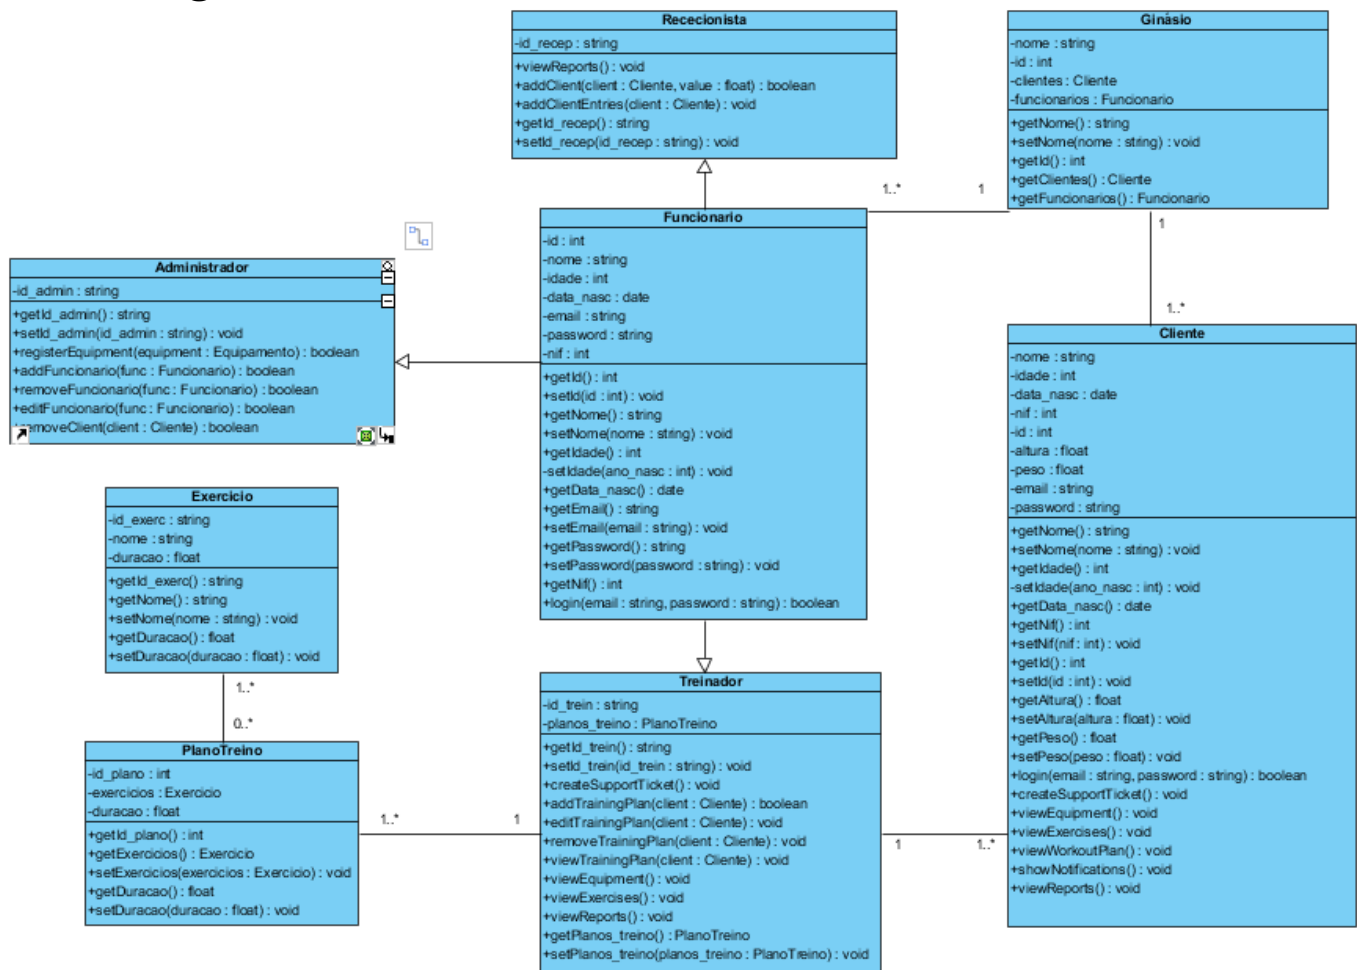 Rececionista
-id_recep : string
+viewReports() : void
+addClient(client : Cliente, value : float) : boolean
+addClientEntries(client : Cliente) : void
+getId_recep() : string
+setId_recep(id_recep : string) : void
Ginásio
-nome : string
-id : int
-clientes : Cliente
-funcionarios : Funcionario
+getNome() : string
+setNome(nome : string) : void
+getId() : int
+getClientes() : Cliente
+getFuncionarios() : Funcionario
1..*
1
1
1..*
Funcionario
-id : int
-nome : string
-idade : int
-data_nasc : date
-email : string
-password : string
-nif : int
+getId() : int
+setId(id : int) : void
+getNome() : string
+setNome(nome : string) : void
+getIdade() : int
-setIdade(ano_nasc : int) : void
+getData_nasc() : date
+getEmail() : string
+setEmail(email : string) : void
+getPassword() : string
+setPassword(password : string) : void
+getNif() : int
+login(email : string, password : string) : boolean
Administrador
-id_admin : string
+getId_admin() : string
+setId_admin(id_admin : string) : void
+registerEquipment(equipment : Equipamento) : boolean
+addFuncionario(func : Funcionario) : boolean
+removeFuncionario(func : Funcionario) : boolean
+editFuncionario(func : Funcionario) : boolean
removeClient(client : Cliente) : boolean
Cliente
-nome : string
-idade : int
-data_nasc : date
-nif : int
-id : int
-altura : float
-peso : float
-email : string
-password : string
+getNome() : string
+setNome(nome : string) : void
+getIdade() : int
-setIdade(ano_nasc : int) : void
+getData_nasc() : date
+getNif() : int
+setNif(nif : int) : void
+getId() : int
+setId(id : int) : void
+getAltura() : float
+setAltura(altura : float) : void
+getPeso() : float
+setPeso(peso : float) : void
+login(email : string, password : string) : boolean
+createSupportTicket() : void
+viewEquipment() : void
+viewExercises() : void
+viewWorkoutPlan() : void
+showNotifications() : void
+viewReports() : void
Exercicio
-id_exerc : string
-nome : string
-duracao : float
+getId_exerc() : string
+getNome() : string
+setNome(nome : string) : void
+getDuracao() : float
+setDuracao(duracao : float) : void
1..*
0..*
PlanoTreino
-id_plano : int
-exercicios : Exercicio
-duracao : float
+getId_plano() : int
+getExercicios() : Exercicio
+setExercicios(exercicios : Exercicio) : void
+getDuracao() : float
+setDuracao(duracao : float) : void
1..*
1
Treinador
-id_trein : string
-planos_treino : PlanoTreino
+getId_trein() : string
+setId_trein(id_trein : string) : void
+createSupportTicket() : void
+addTrainingPlan(client : Cliente) : boolean
+editTrainingPlan(client : Cliente) : void
+removeTrainingPlan(client : Cliente) : void
+viewTrainingPlan(client : Cliente) : void
+viewEquipment() : void
+viewExercises() : void
+viewReports() : void
+getPlanos_treino() : PlanoTreino
+setPlanos_treino(planos_treino : PlanoTreino) : void
1
1..*